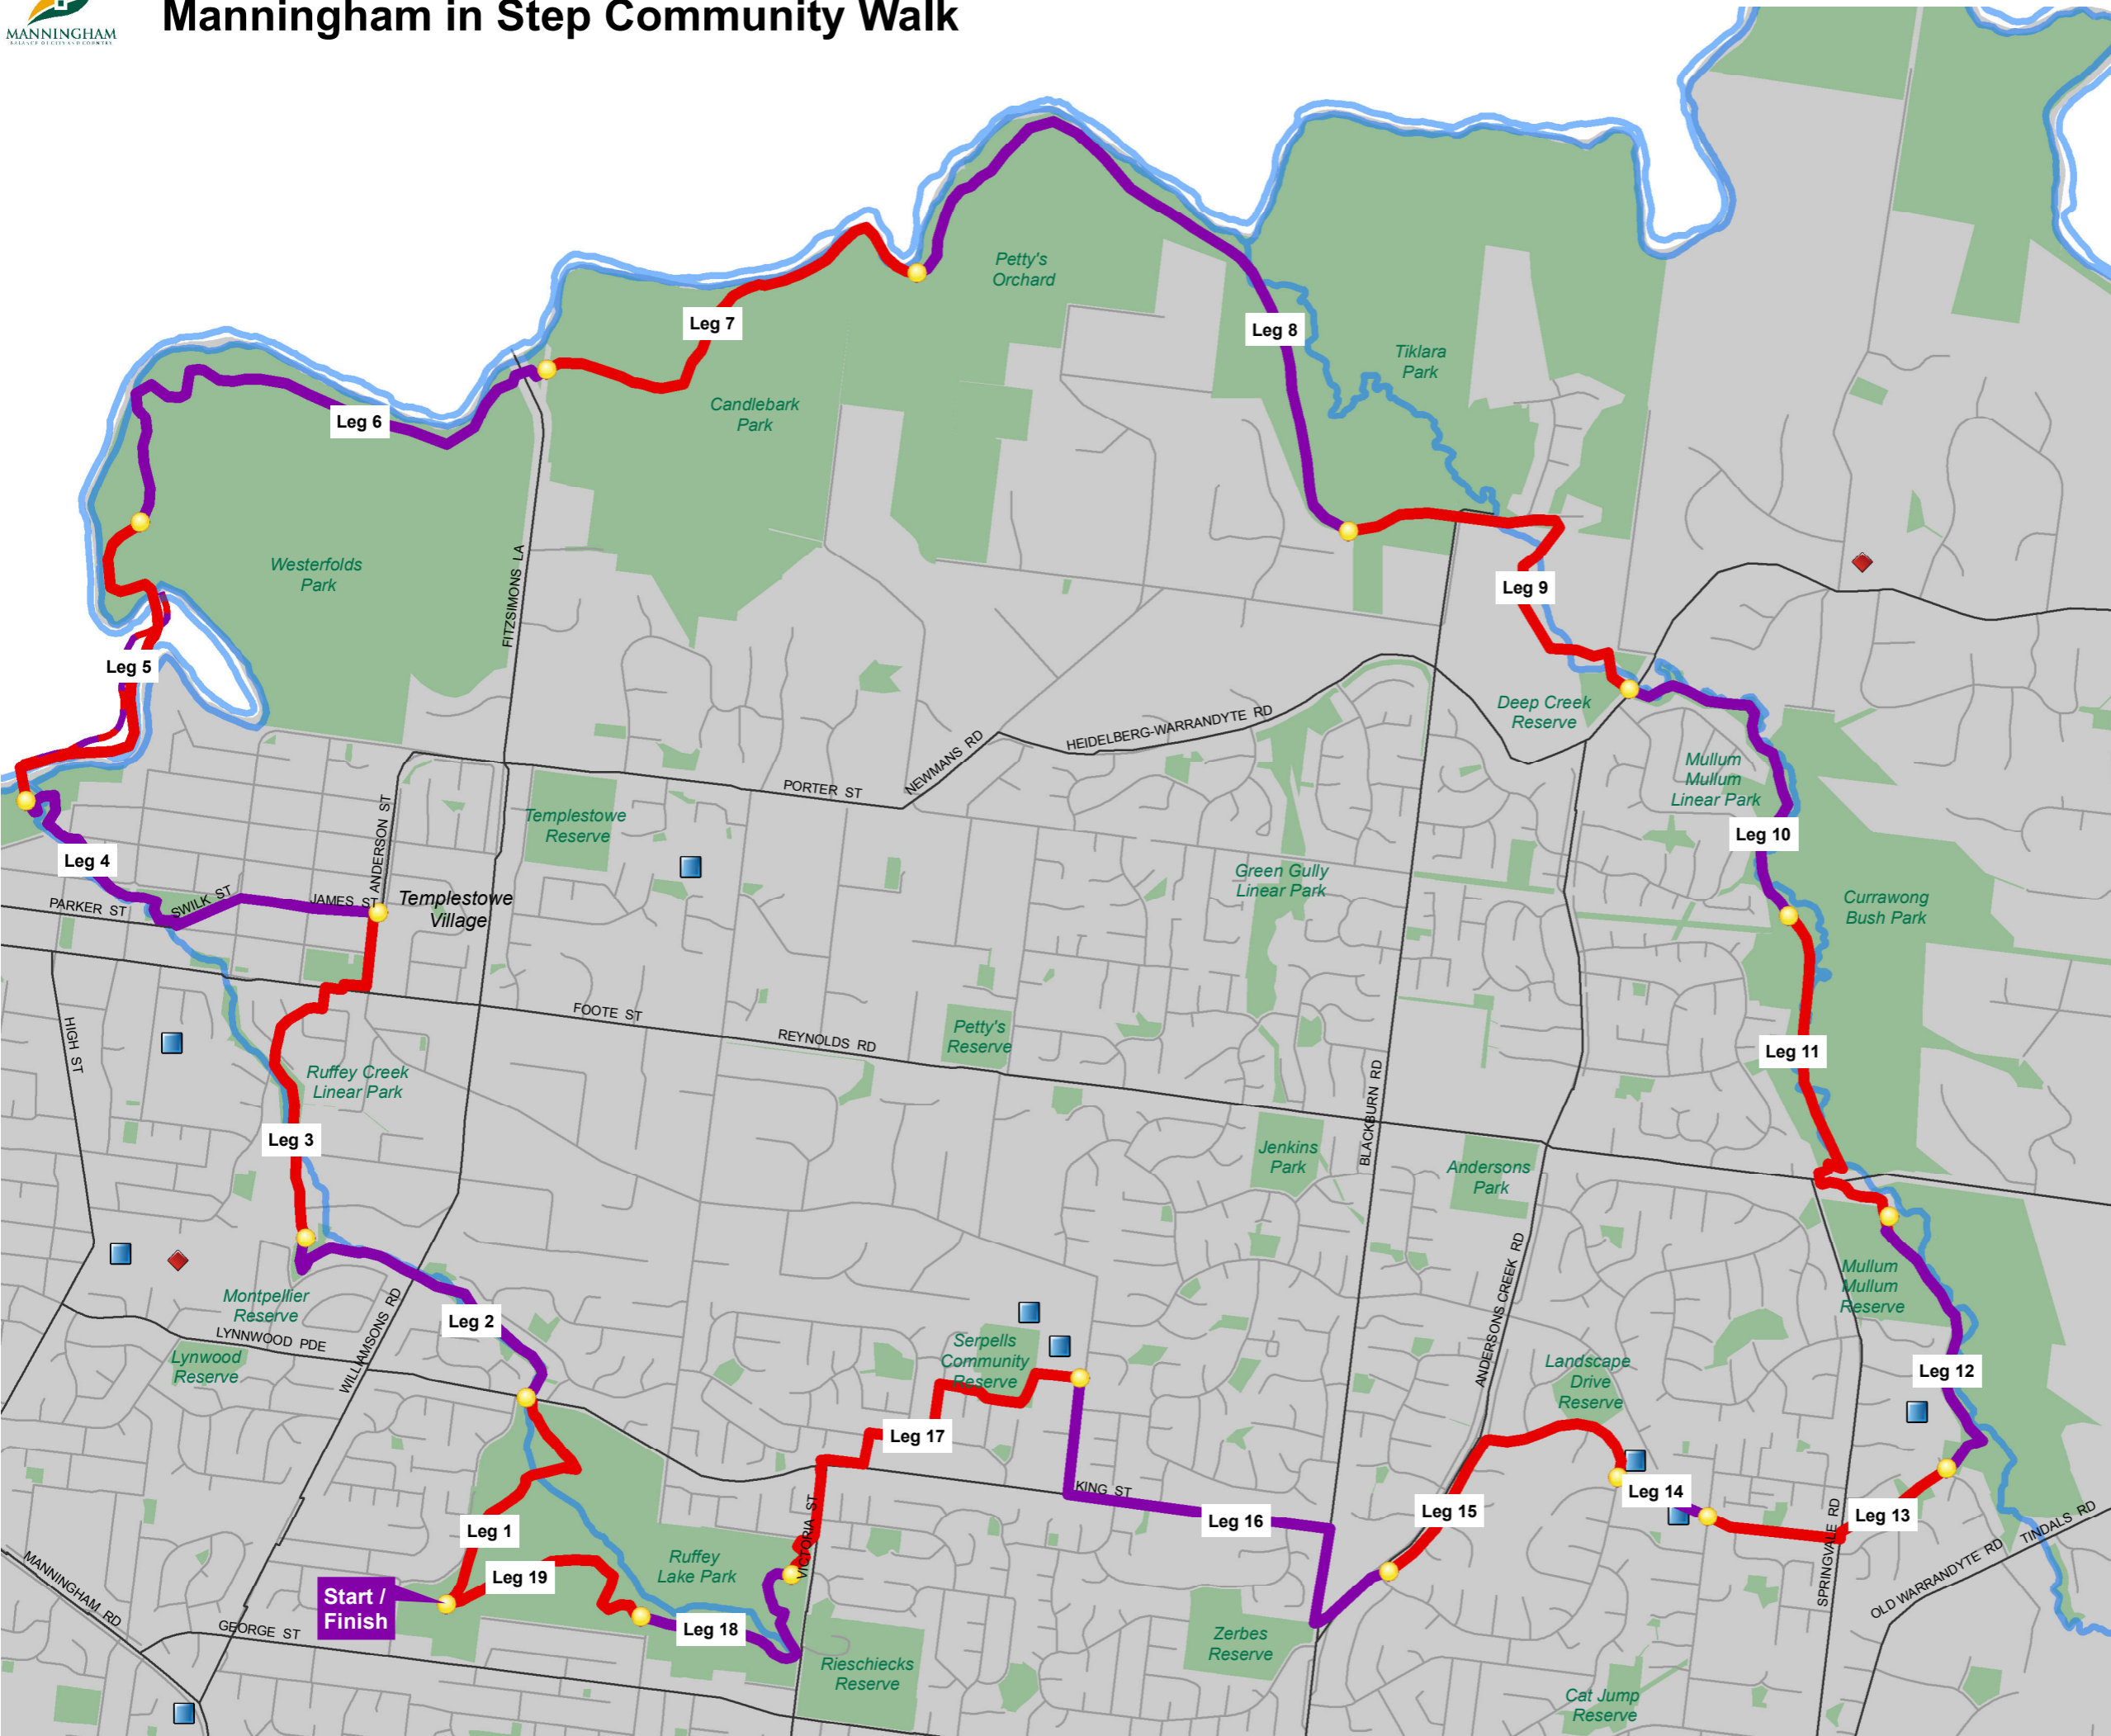 Manningham in Step Community Walk
MANNINGHAM
BALANCE OF CITY AND COUNTRY
Petty's
Orchard
Leg 7
Leg 8
Tiklara
Park
Candlebark
Park
Leg 6
Westerfolds
Park
FITZSIMONS LA
Leg 9
Leg 5
Deep Creek
Reserve
HEIDELBERG-WARRANDYTE RD
NEWMANS RD
PORTER ST
Mullum
Mullum
Linear Park
Templestowe
Reserve
ANDERSON ST
Leg 10
Leg 4
Green Gully
Linear Park
SWILK ST
JAMES ST
PARKER ST
Templestowe
Village
Currawong
Bush Park
FOOTE ST
REYNOLDS RD
Petty's
Reserve
HIGH ST
Leg 11
Ruffey Creek
Linear Park
BLACKBURN RD
Leg 3
Jenkins
Park
Andersons
Park
ANDERSONS CREEK RD
Mullum
Mullum
Reserve
Montpellier
Reserve
Leg 2
LYNNWOOD PDE
WILLIAMSONS RD
Lynwood
Reserve
Serpells
Community
Reserve
Landscape
Drive
Reserve
Leg 12
Leg 17
KING ST
Leg 16
Leg 15
Leg 14
Leg 13
SPRINGVALE RD
OLD WARRANDYTE RD
TINDALS RD
VICTORIA ST
Leg 1
Leg 19
Ruffey
Lake Park
Start /
Finish
MANNINGHAM RD
GEORGE ST
Leg 18
Zerbes
Reserve
Rieschiecks
Reserve
Cat Jump
Reserve